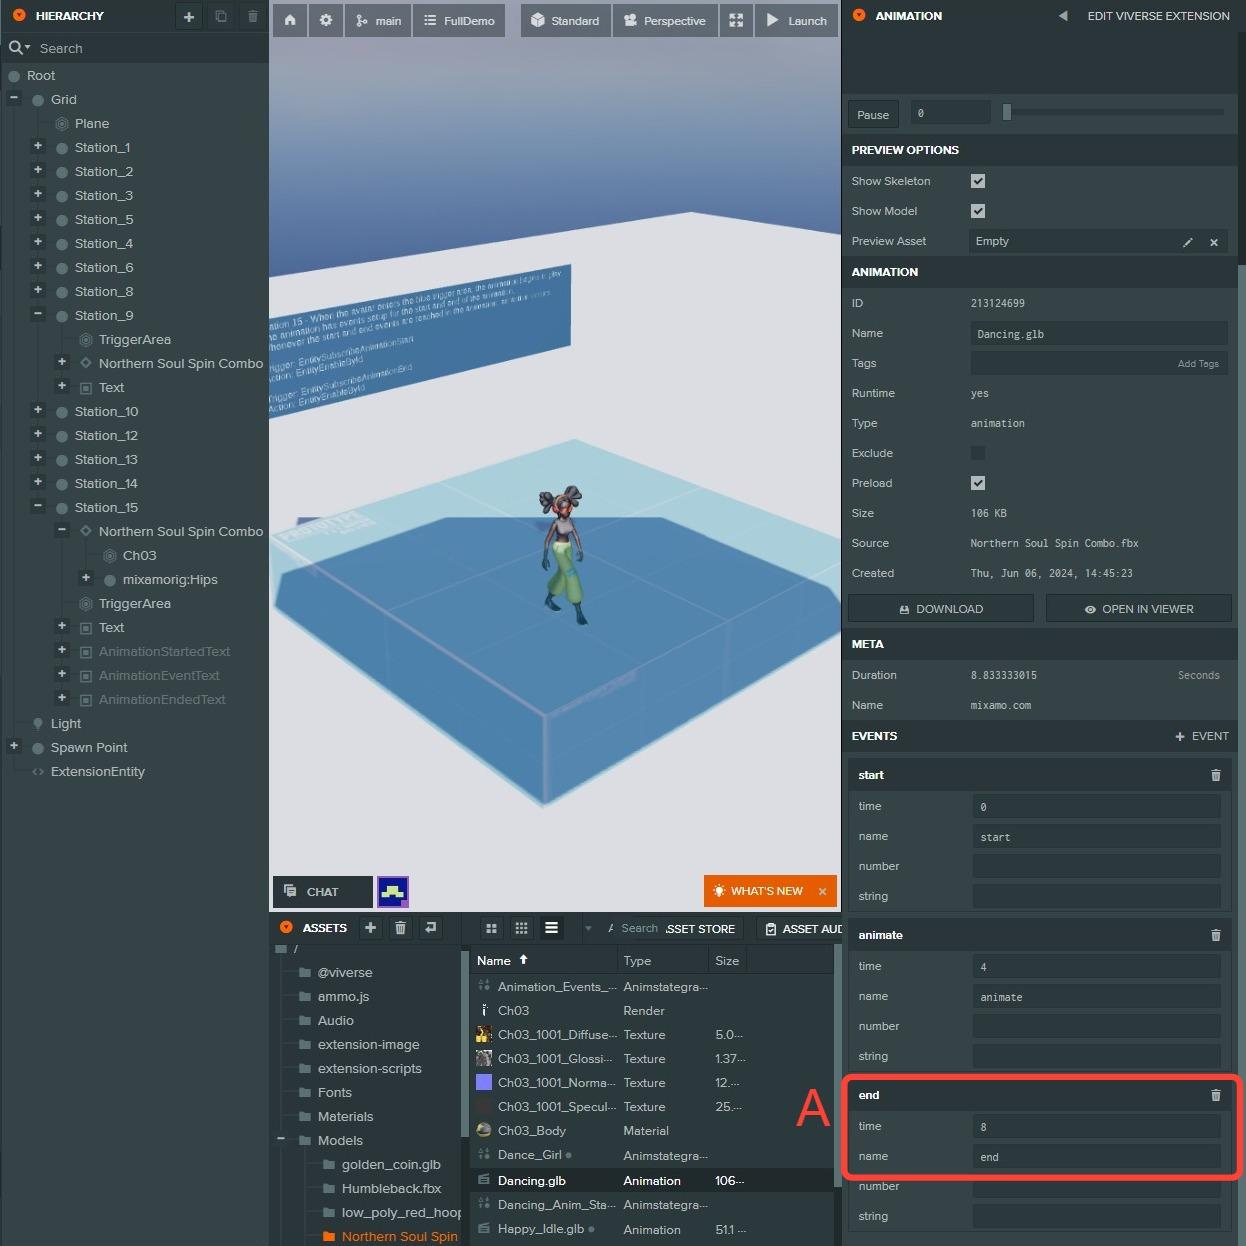 HIERARCHY
Search
Root
Grid
Plane
Station_1
Station_2
Station_3
Station_5
Station_4
Station_6
Station_8
Station_9
TriggerArea
Northern Soul Spin Combo
Text
Station_10
Station_12
Station_13
Station_14
Station_15
Northern Soul Spin Combo
Ch03
mixamorig:Hips
TriggerArea
Text
AnimationStartedText
AnimationEventText
AnimationEndedText
Light
Spawn Point
ExtensionEntity
main
FullDemo
Standard
Perspective
Launch
ation 15 - When the avatar enters the blue trigger area, the animation begins to play.
he animation has events setup for the start and end of the animation.
Whenever the start and end events are reached in the animation, an action occurs.
Trigger: EntitySubscribeAnimationStart
Action: EntityEnableById
Trigger: EntitySubscribeAnimationEnd
Action: EntityEnableById
PROTOTYPE
CHAT
WHAT'S NEW
ASSETS
Search
SSET STORE
ASSET AUD
/
@viverse
ammo.js
Audio
extension-image
extension-scripts
Fonts
Materials
Models
golden_coin.glb
Humbleback.fbx
low_poly_red_hoop
Northern Soul Spin
Name Type Size
Animation_Events_... Animstategra...
Ch03 Render
Ch03_1001_Diffuse... Texture 5.0...
Ch03_1001_Glossi... Texture 1.37...
Ch03_1001_Norma... Texture 12....
Ch03_1001_Specul... Texture 25....
Ch03_Body Material
Dance_Girl Animstategra...
Dancing.glb Animation 106...
Dancing_Anim_Sta... Animstategra...
Happy_Idle.glb Animation 51.1 ...
ANIMATION
EDIT VIVERSE EXTENSION
Pause 0
PREVIEW OPTIONS
Show Skeleton
Show Model
Preview Asset Empty
ANIMATION
ID 213124699
Name Dancing.glb
Tags Add Tags
Runtime yes
Type animation
Exclude
Preload
Size 106 KB
Source Northern Soul Spin Combo.fbx
Created Thu, Jun 06, 2024, 14:45:23
DOWNLOAD
OPEN IN VIEWER
META
Duration 8.833333015 Seconds
Name mixamo.com
EVENTS
EVENT
start
time 0
name start
number
string
animate
time 4
name animate
number
string
A
end
time 8
name end
number
string